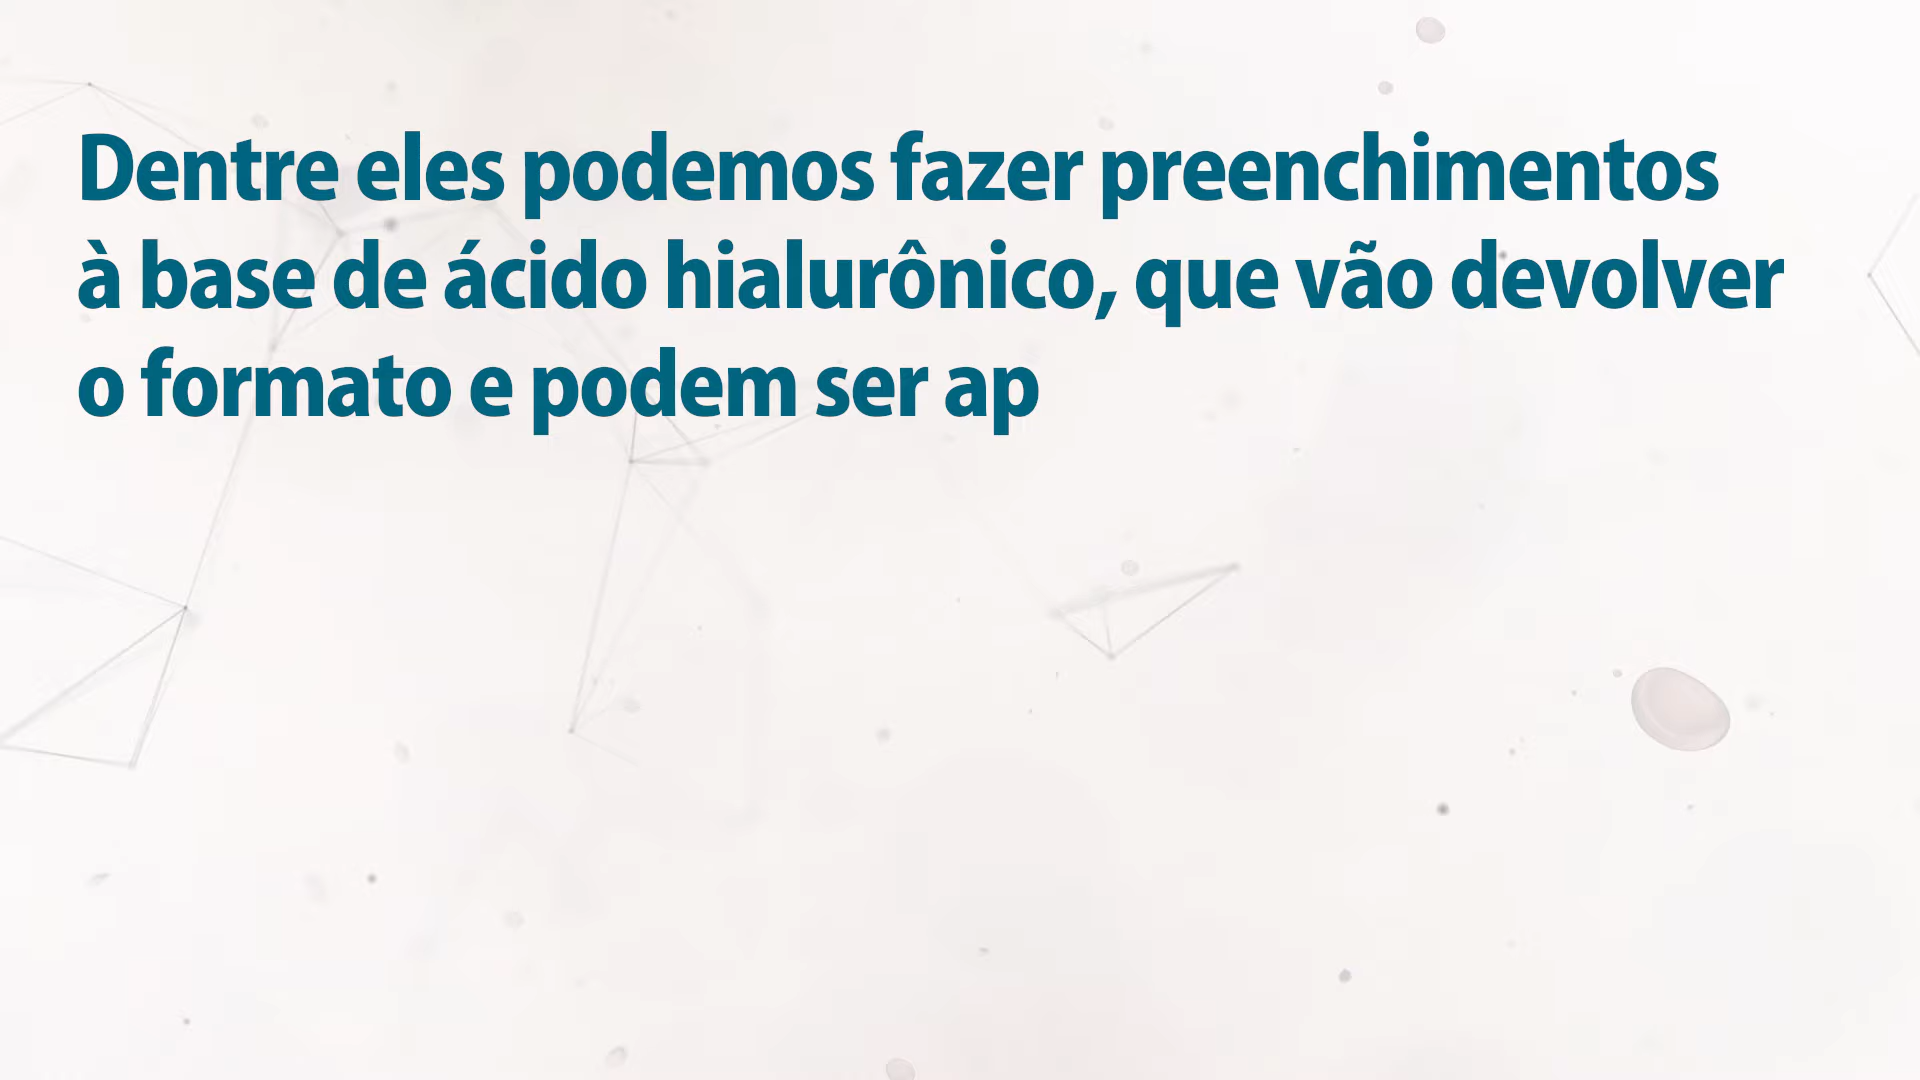 Dentre eles podemos fazer preenchimentos
à base de ácido hialurônico, que vão devolver
o formato e podem ser ap